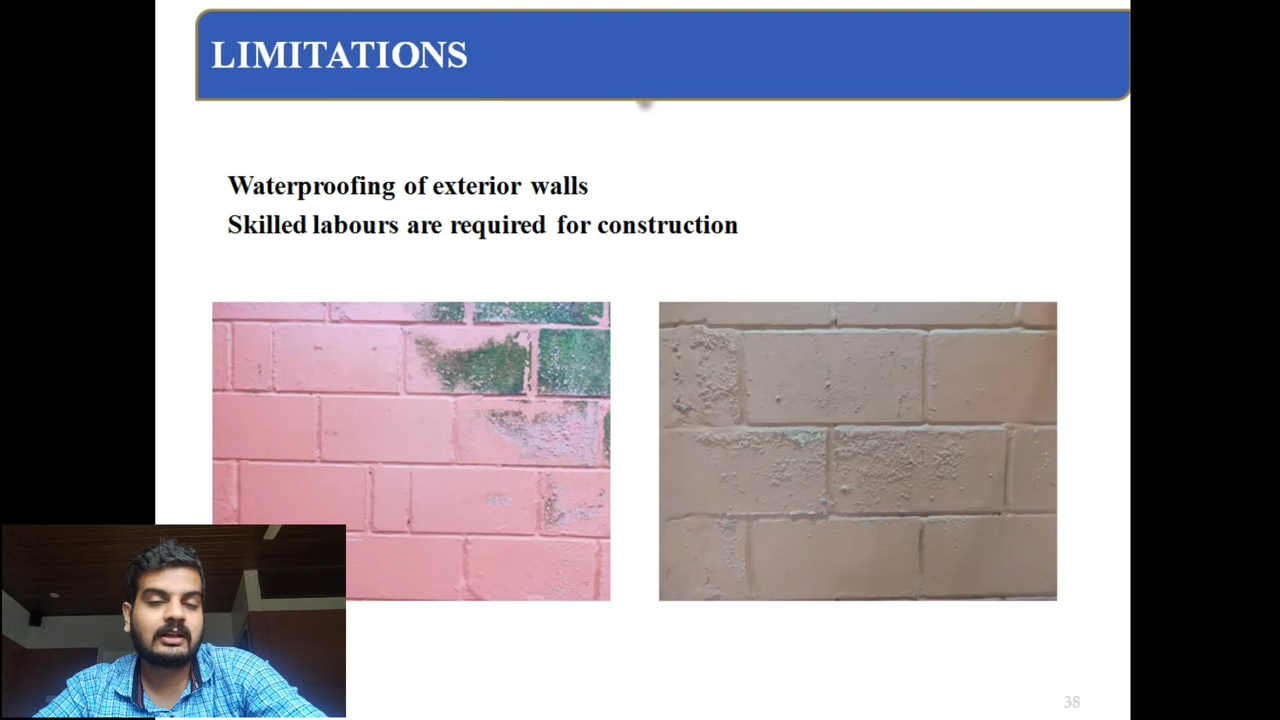 LIMITATIONS
Waterproofing of exterior walls
Skilled labours are required for construction
38